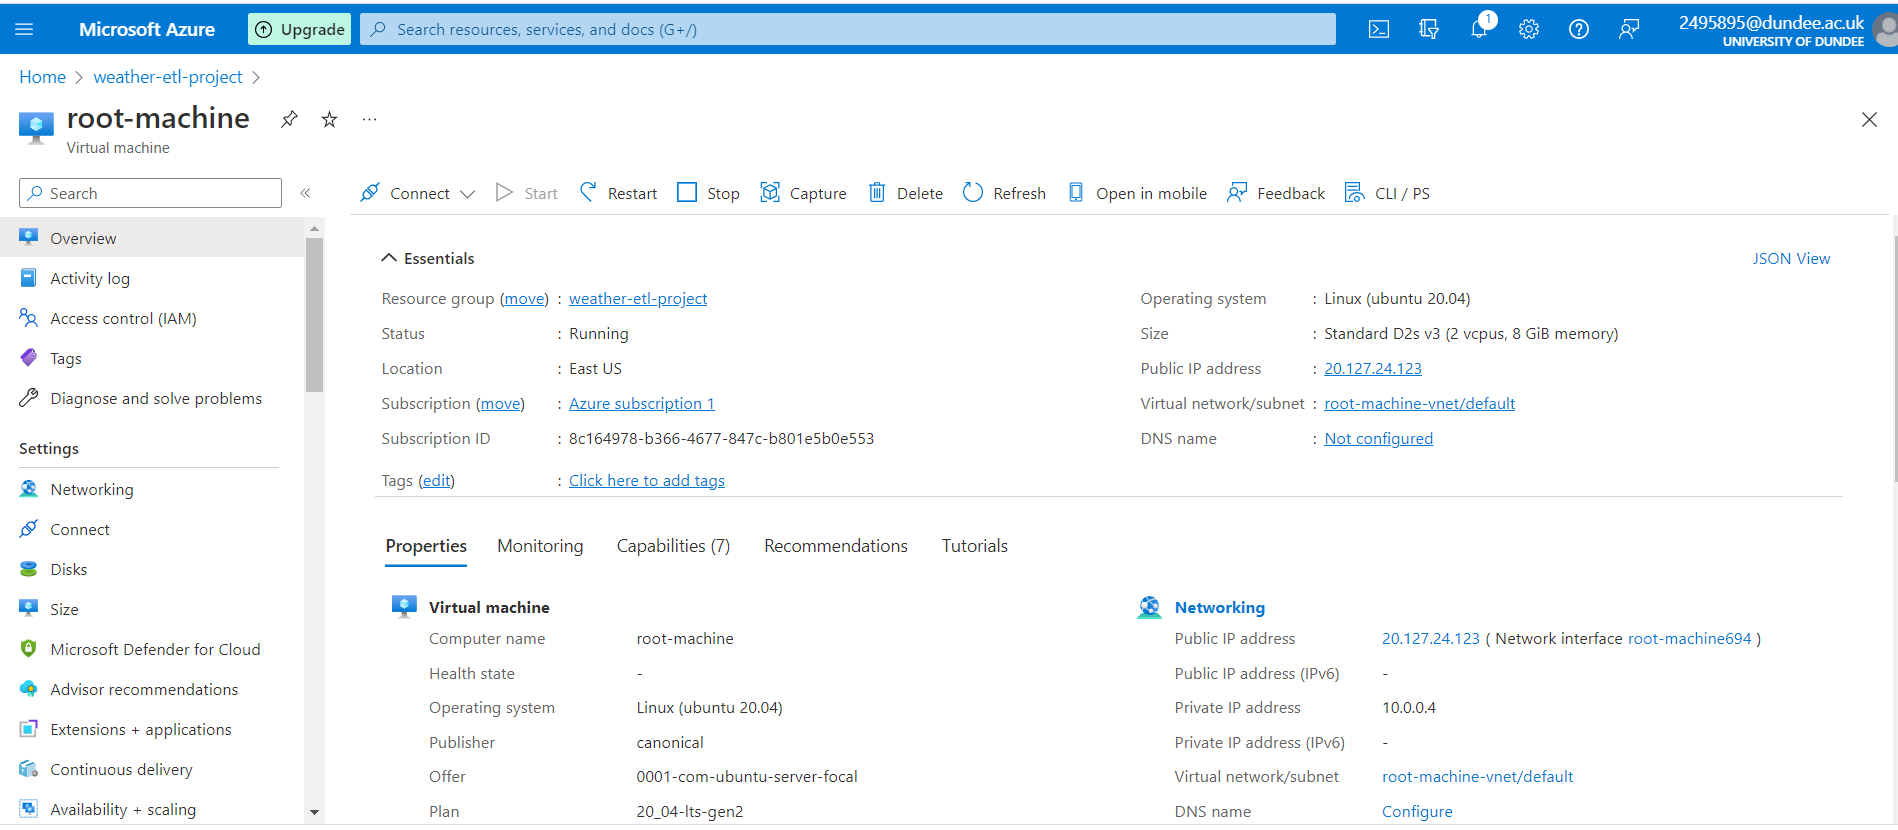 Microsoft Azure
Upgrade
Search resources, services, and docs (G+/)
1
2495895@dundee.ac.uk
UNIVERSITY OF DUNDEE
Home > weather-etl-project >
root-machine
Virtual machine
Search
Connect Start Restart Stop Capture Delete Refresh Open in mobile Feedback CLI / PS
Overview
Activity log
Access control (IAM)
Tags
Diagnose and solve problems
Settings
Networking
Connect
Disks
Size
Microsoft Defender for Cloud
Advisor recommendations
Extensions + applications
Continuous delivery
Availability + scaling
Essentials
JSON View
Resource group (move) : weather-etl-project
Status : Running
Location : East US
Subscription (move) : Azure subscription 1
Subscription ID : 8c164978-b366-4677-847c-b801e5b0e553
Tags (edit) : Click here to add tags
Operating system : Linux (ubuntu 20.04)
Size : Standard D2s v3 (2 vcpus, 8 GiB memory)
Public IP address : 20.127.24.123
Virtual network/subnet : root-machine-vnet/default
DNS name : Not configured
Properties Monitoring Capabilities (7) Recommendations Tutorials
Virtual machine
Computer name root-machine
Health state -
Operating system Linux (ubuntu 20.04)
Publisher canonical
Offer 0001-com-ubuntu-server-focal
Plan 20_04-lts-gen2
Networking
Public IP address 20.127.24.123 ( Network interface root-machine694 )
Public IP address (IPv6) -
Private IP address 10.0.0.4
Private IP address (IPv6) -
Virtual network/subnet root-machine-vnet/default
DNS name Configure